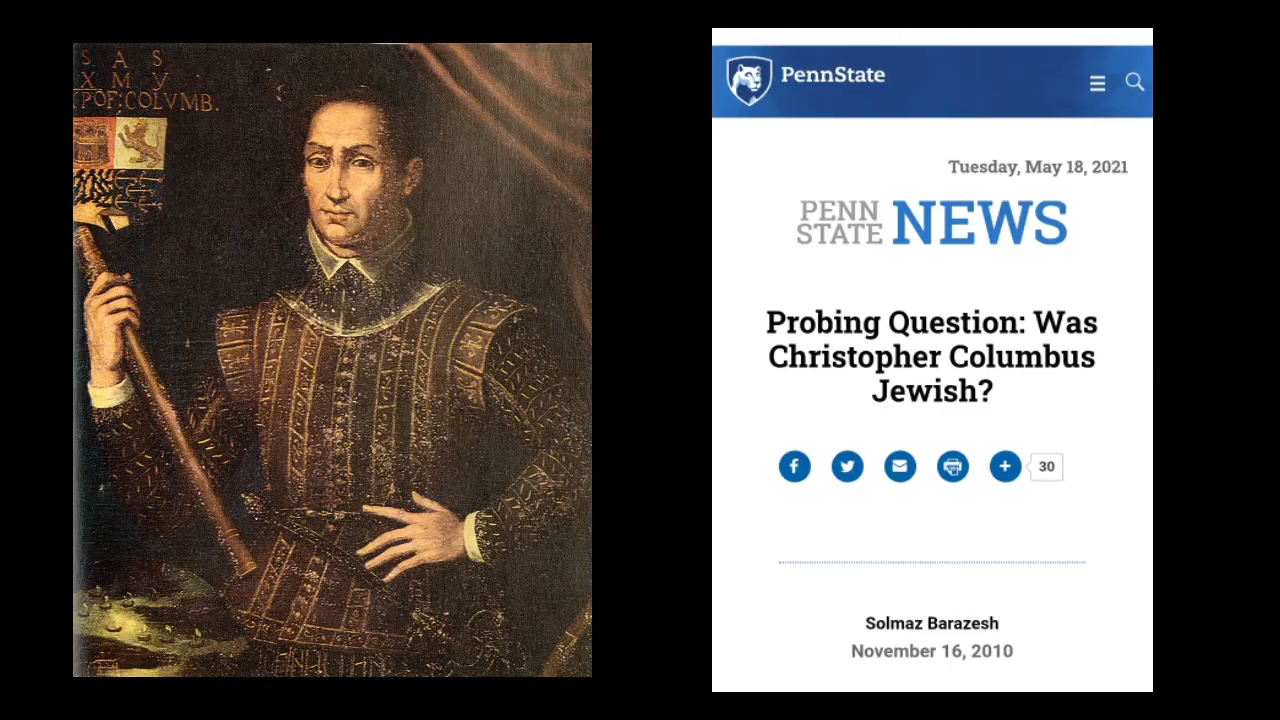 S A S
X M Y
POF:COLVMB.
PennState
Tuesday, May 18, 2021
PENN
STATE NEWS
Probing Question: Was
Christopher Columbus
Jewish?
30
Solmaz Barazesh
November 16, 2010